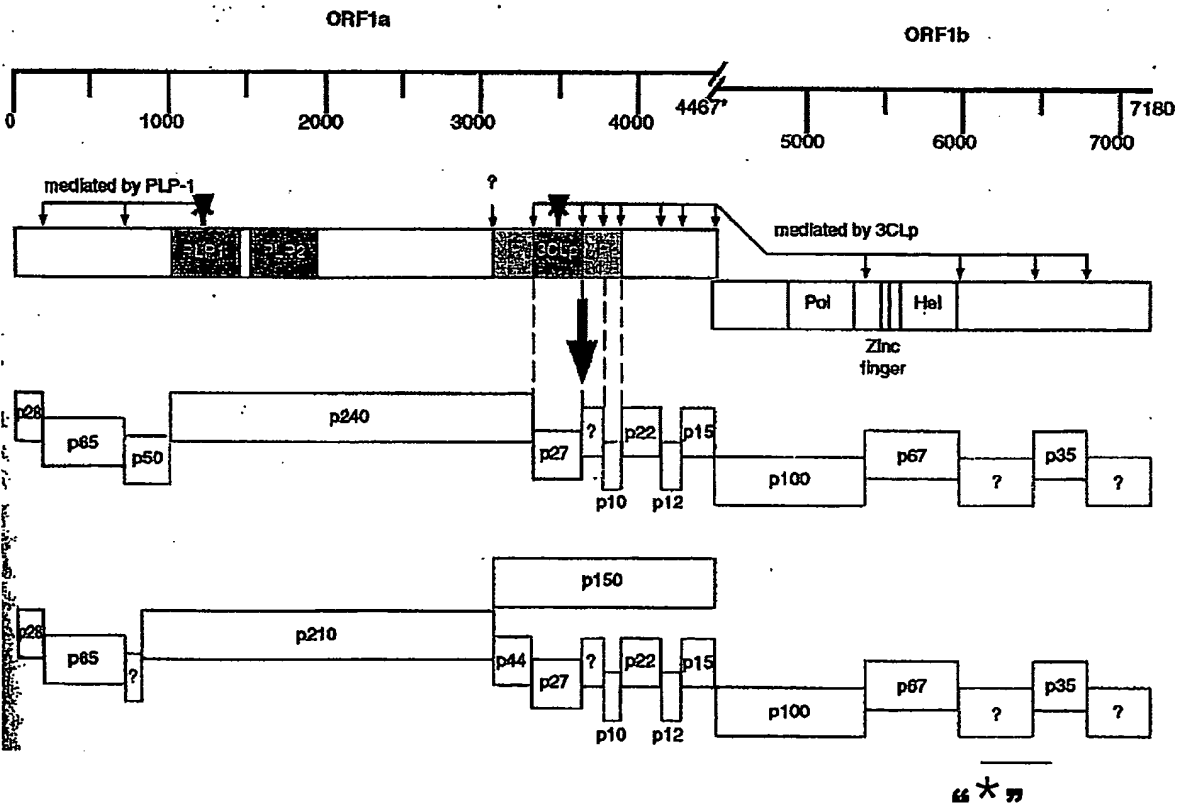 ORF1a
ORF1b
0
1000
2000
3000
4000
4467*
5000
6000
7000
7180
mediated by PLP-1
?
PLP2
3CLp
mediated by 3CLp
Pol
Hel
Zinc
finger
p28
p65
p50
p240
p27
?
p10
p22
p12
p15
p100
p67
?
p35
?
p150
p28
p65
?
p210
p44
p27
?
p10
p22
p12
p15
p100
p67
?
p35
?
“*”